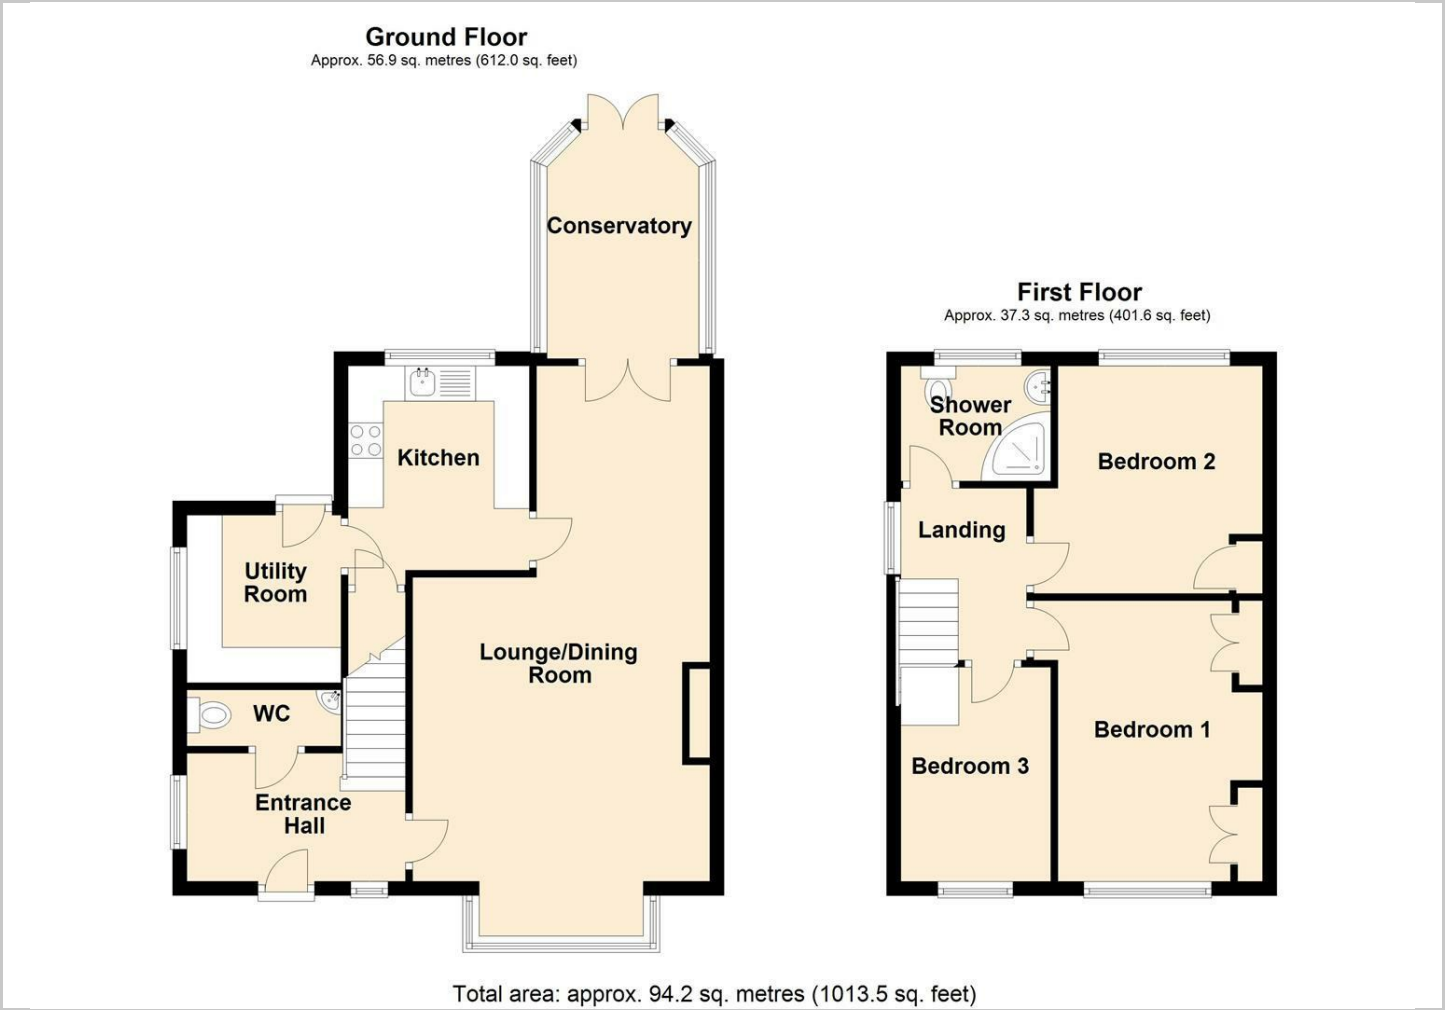 Ground Floor
Approx. 56.9 sq. metres (612.0 sq. feet)
Conservatory
Kitchen
Utility
Room
Lounge/Dining
Room
WC
Entrance
Hall
First Floor
Approx. 37.3 sq. metres (401.6 sq. feet)
Shower
Room
Bedroom 2
Landing
Bedroom 1
Bedroom 3
Total area: approx. 94.2 sq. metres (1013.5 sq. feet)